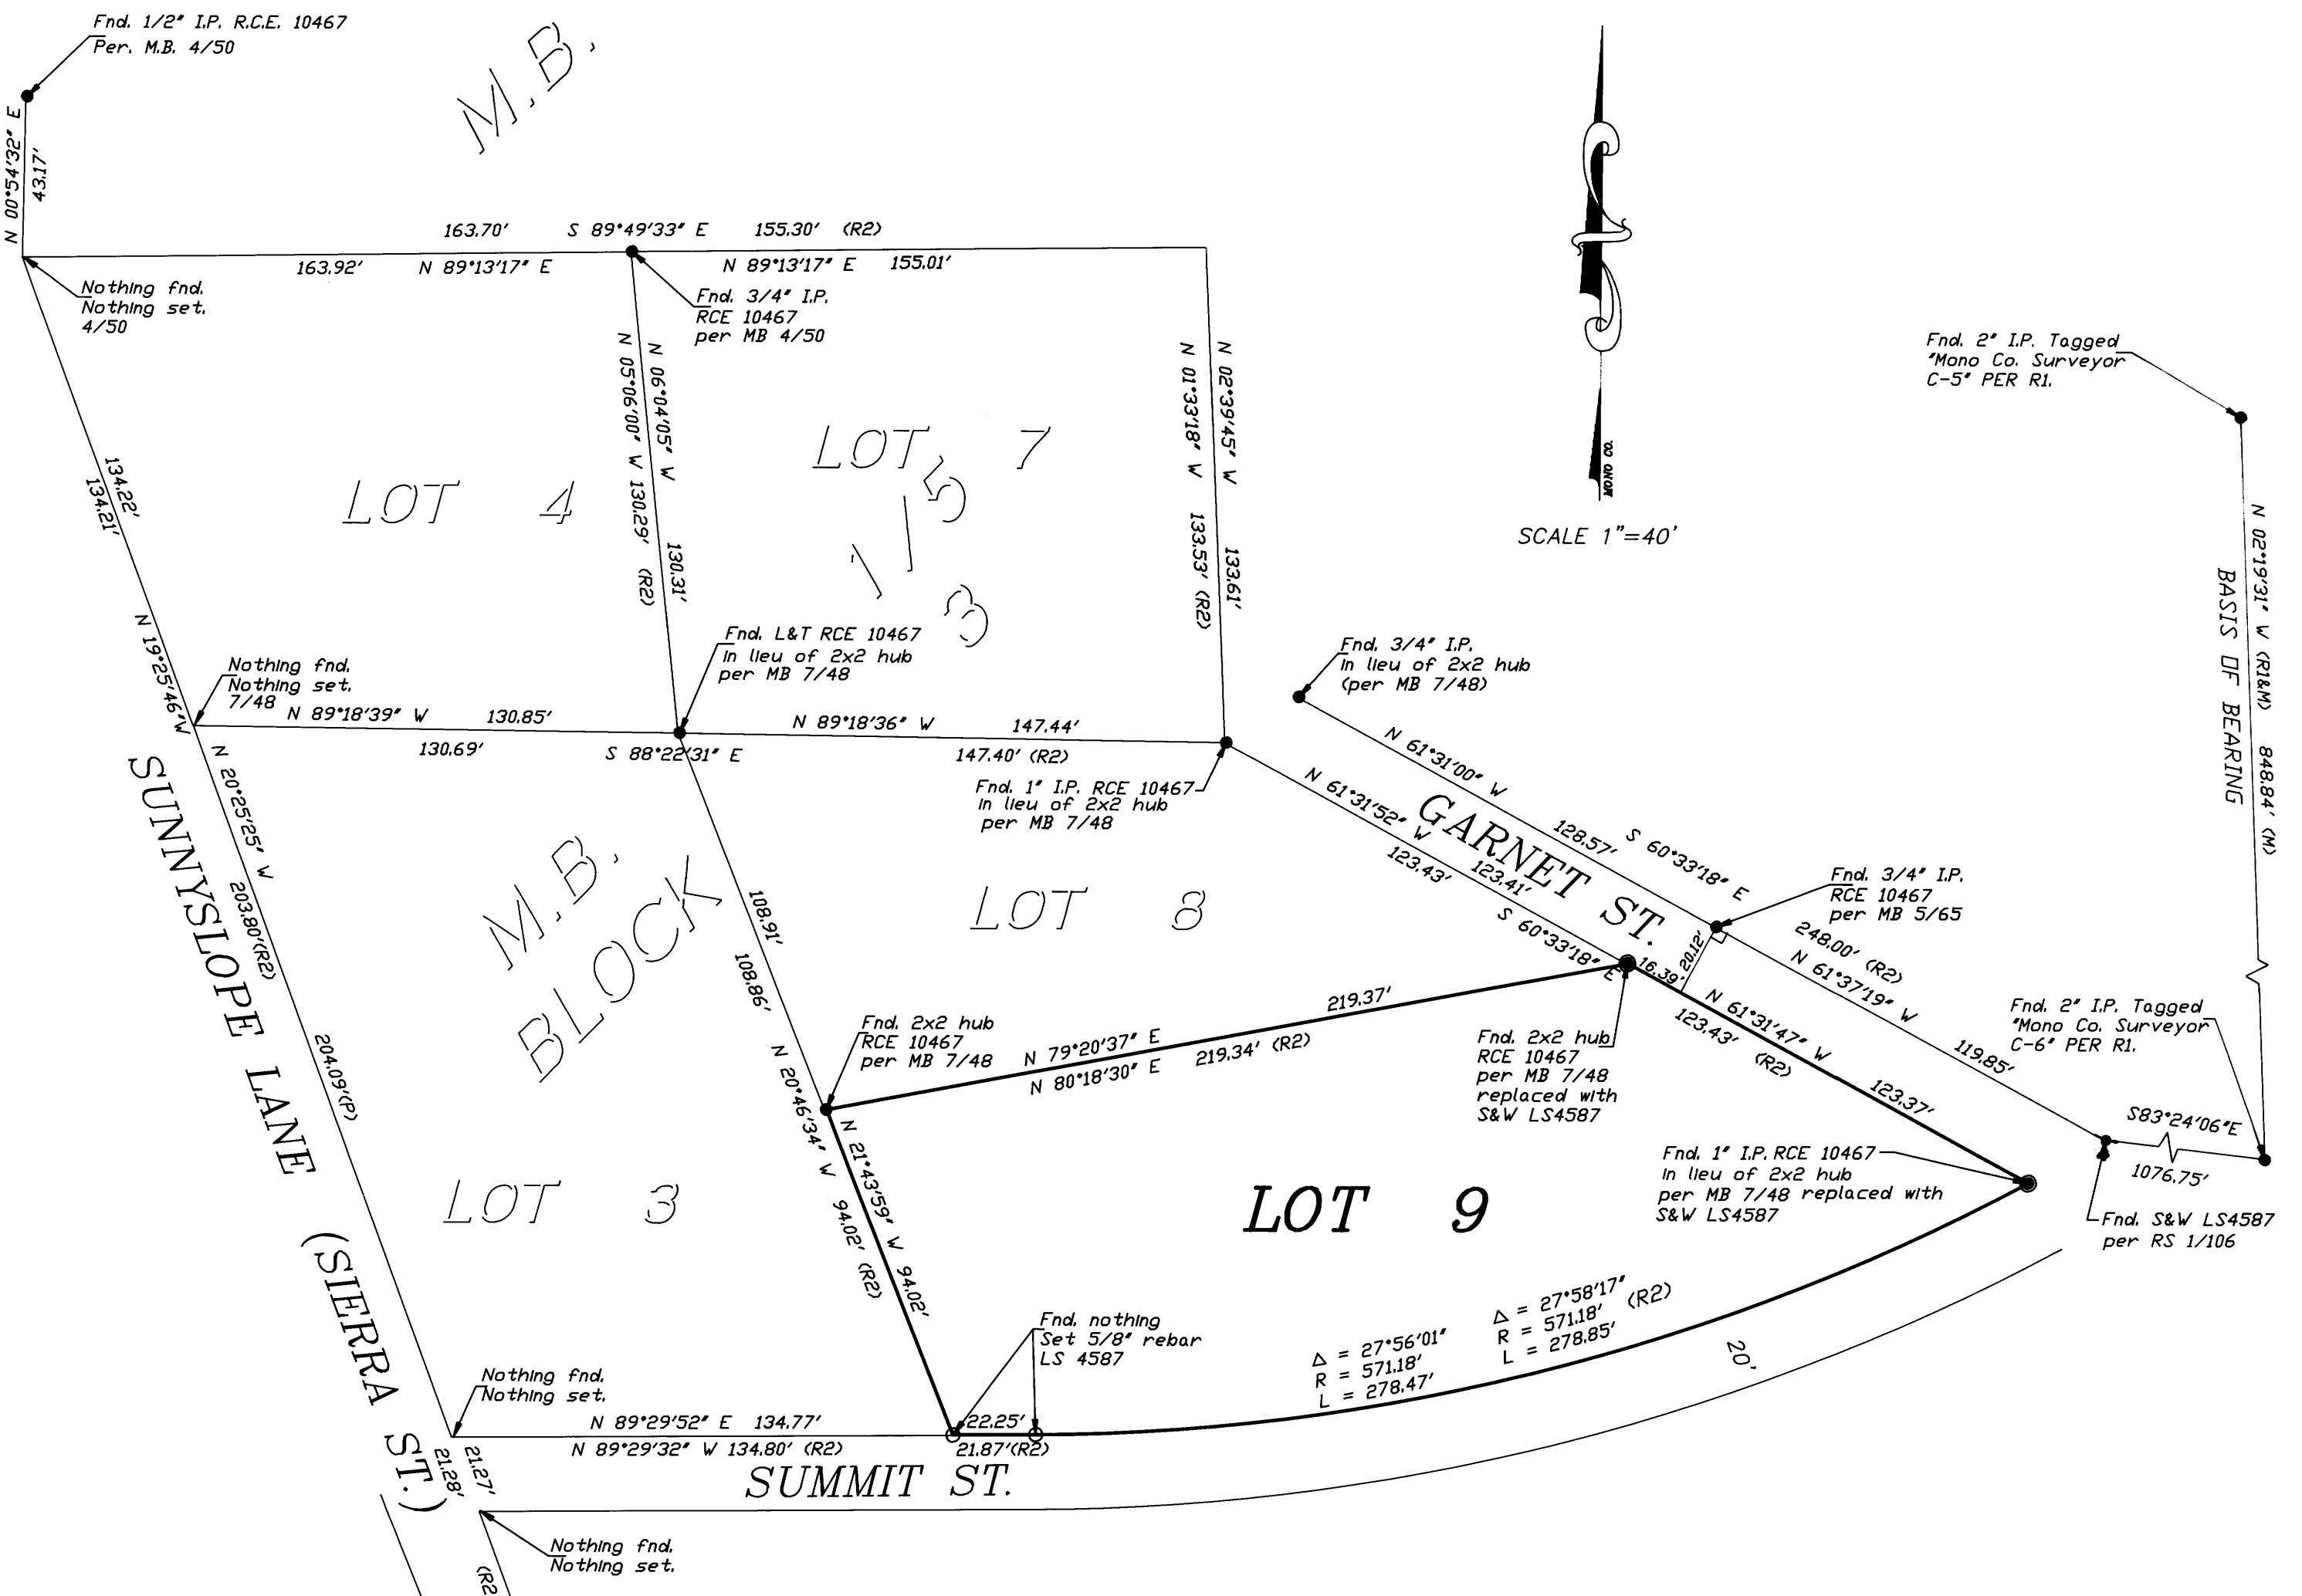 Fnd. 1/2" I.P. R.C.E. 10467
Per. M.B. 4/50
N 00°54'32" E
43.17'
M.B.
163.70' S 89°49'33" E 155.30' (R2)
163.92' N 89°13'17" E
N 89°13'17" E 155.01'
Nothing fnd.
Nothing set.
4/50
Fnd. 3/4" I.P.
RCE 10467
per MB 4/50
N 05°06'00" W 130.29' (R2)
N 06°04'05" W 130.31'
N 01°33'18" W 133.53' (R2)
N 02°39'45" W 133.61'
MONO CO.
SCALE 1"=40'
Fnd. 2" I.P. Tagged
"Mono Co. Surveyor
C-5" PER R1.
LOT 4
LOT 7
115
3
134.22'
134.21'
N 19°25'46"W
N 02°19'31" W (R1&M) 848.84' (M)
BASIS OF BEARING
Nothing fnd.
Nothing set.
7/48
Fnd. L&T RCE 10467
in lieu of 2x2 hub
per MB 7/48
Fnd. 3/4" I.P.
in lieu of 2x2 hub
(per MB 7/48)
N 89°18'39" W 130.85'
130.69' S 88°22'31" E
N 89°18'36" W 147.44'
147.40' (R2)
Fnd. 1" I.P. RCE 10467
in lieu of 2x2 hub
per MB 7/48
N 61°31'00" W 128.57'
S 60°33'18" E 248.00' (R2)
GARNET ST.
N 61°31'52" W 123.41'
123.43' S 60°33'18" E
16.39'
20.12'
Fnd. 3/4" I.P.
RCE 10467
per MB 5/65
N 61°37'19" W 119.85'
N 20°25'25" W
203.80'(R2)
204.09'(P)
SUNNYSLOPE LANE (SIERRA ST.)
M.B.
BLOCK
108.91'
108.86'
N 20°46'34" W 94.02' (R2)
N 21°43'59" W 94.02'
LOT 8
Fnd. 2x2 hub
RCE 10467
per MB 7/48
N 79°20'37" E 219.37'
N 80°18'30" E 219.34' (R2)
Fnd. 2x2 hub
RCE 10467
per MB 7/48
replaced with
S&W LS4587
N 61°31'47" W 123.37'
123.43' (R2)
Fnd. 2" I.P. Tagged
"Mono Co. Surveyor
C-6" PER R1.
S83°24'06"E
1076.75'
Fnd. 1" I.P. RCE 10467
in lieu of 2x2 hub
per MB 7/48 replaced with
S&W LS4587
Fnd. S&W LS4587
per RS 1/106
LOT 3
LOT 9
Fnd. nothing
Set 5/8" rebar
LS 4587
Δ = 27°56'01"
R = 571.18'
L = 278.47'
Δ = 27°58'17"
R = 571.18' (R2)
L = 278.85'
20'
Nothing fnd.
Nothing set.
N 89°29'52" E 134.77'
N 89°29'32" W 134.80' (R2)
22.25'
21.87'(R2)
21.27'
21.28'
SUMMIT ST.
Nothing fnd.
Nothing set.
(R2